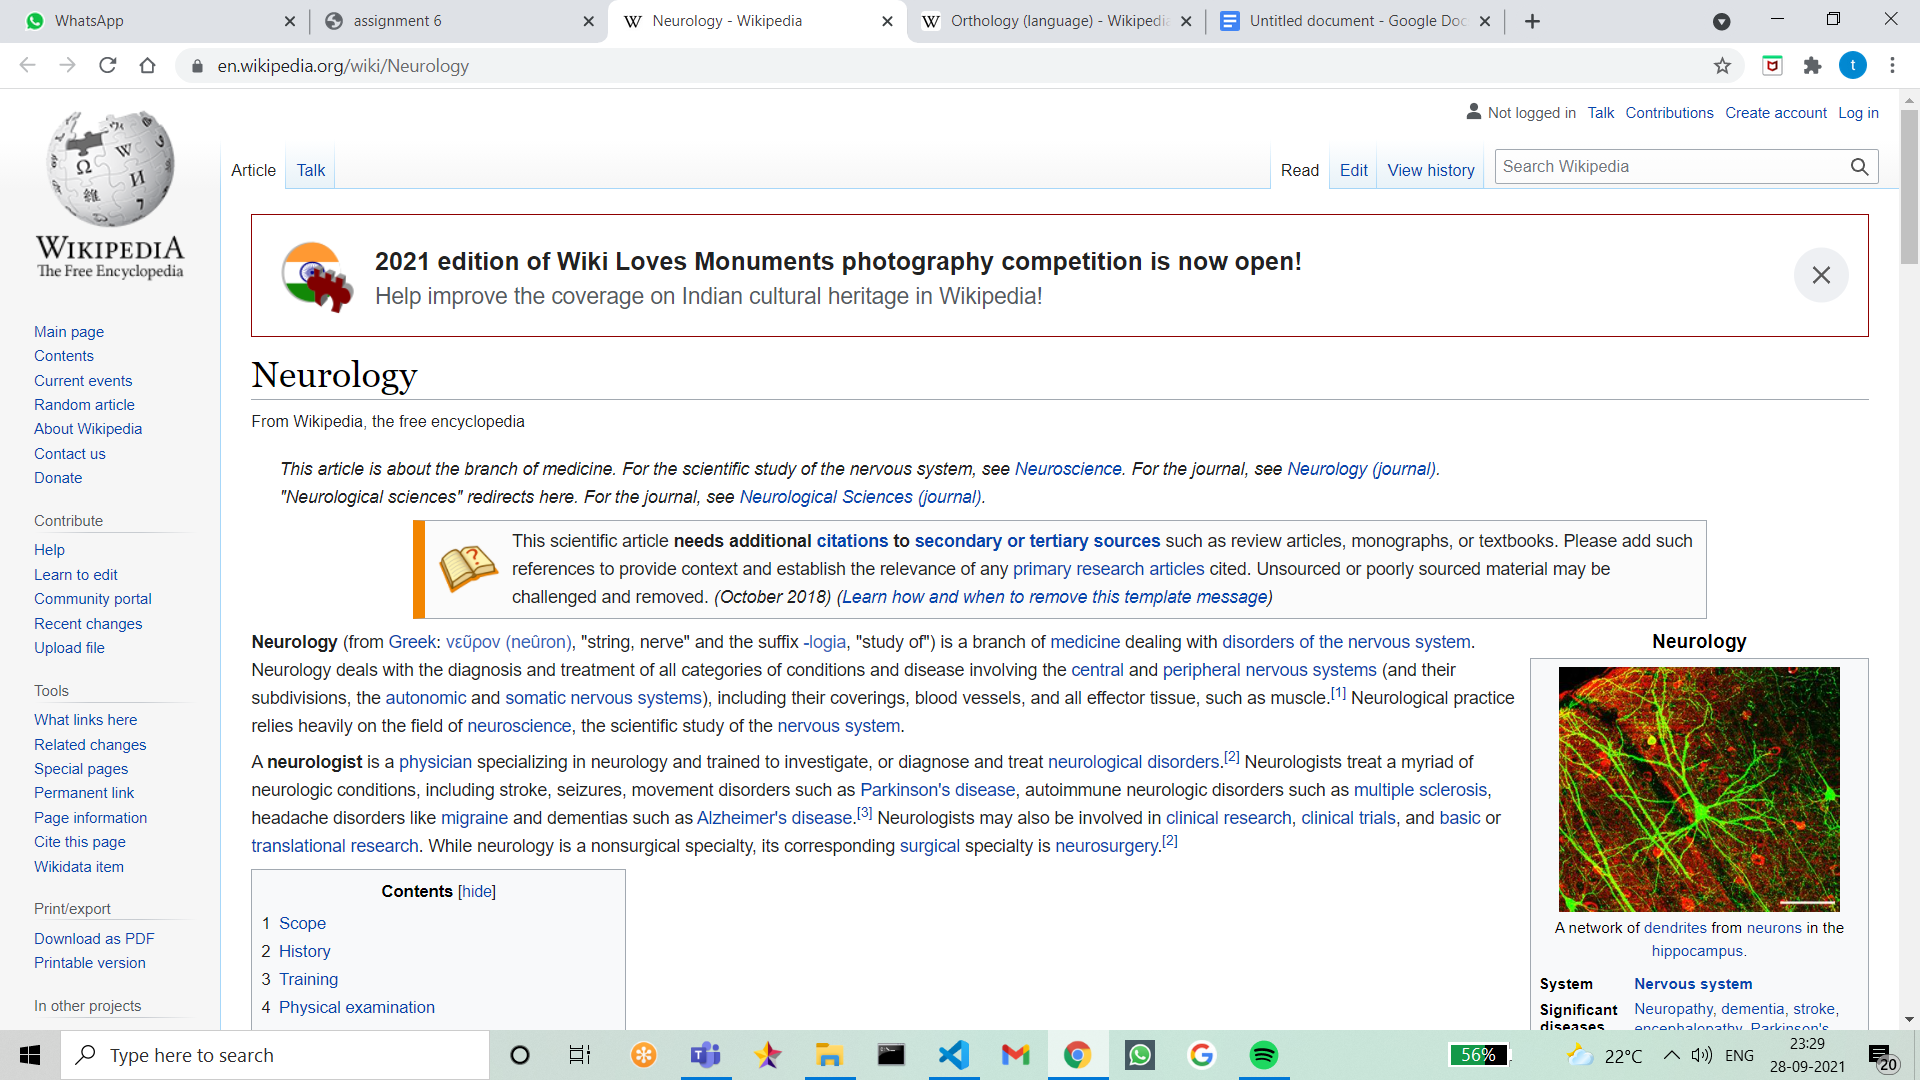 WhatsApp
assignment 6
Neurology - Wikipedia
Orthology (language) - Wikipedia
Untitled document - Google Doc
en.wikipedia.org/wiki/Neurology
t
Not logged in Talk Contributions Create account Log in
Article Talk
Read Edit View history
Search Wikipedia
WIKIPEDIA
The Free Encyclopedia
Main page
Contents
Current events
Random article
About Wikipedia
Contact us
Donate
Contribute
Help
Learn to edit
Community portal
Recent changes
Upload file
Tools
What links here
Related changes
Special pages
Permanent link
Page information
Cite this page
Wikidata item
Print/export
Download as PDF
Printable version
In other projects
2021 edition of Wiki Loves Monuments photography competition is now open!
Help improve the coverage on Indian cultural heritage in Wikipedia!
Neurology
From Wikipedia, the free encyclopedia
This article is about the branch of medicine. For the scientific study of the nervous system, see Neuroscience. For the journal, see Neurology (journal).
"Neurological sciences" redirects here. For the journal, see Neurological Sciences (journal).
This scientific article needs additional citations to secondary or tertiary sources such as review articles, monographs, or textbooks. Please add such
references to provide context and establish the relevance of any primary research articles cited. Unsourced or poorly sourced material may be
challenged and removed. (October 2018) (Learn how and when to remove this template message)
Neurology (from Greek: νεῦρον (neûron), "string, nerve" and the suffix -logia, "study of") is a branch of medicine dealing with disorders of the nervous system.
Neurology deals with the diagnosis and treatment of all categories of conditions and disease involving the central and peripheral nervous systems (and their
subdivisions, the autonomic and somatic nervous systems), including their coverings, blood vessels, and all effector tissue, such as muscle.[1] Neurological practice
relies heavily on the field of neuroscience, the scientific study of the nervous system.
A neurologist is a physician specializing in neurology and trained to investigate, or diagnose and treat neurological disorders.[2] Neurologists treat a myriad of
neurologic conditions, including stroke, seizures, movement disorders such as Parkinson's disease, autoimmune neurologic disorders such as multiple sclerosis,
headache disorders like migraine and dementias such as Alzheimer's disease.[3] Neurologists may also be involved in clinical research, clinical trials, and basic or
translational research. While neurology is a nonsurgical specialty, its corresponding surgical specialty is neurosurgery.[2]
Contents [hide]
1 Scope
2 History
3 Training
4 Physical examination
Neurology
A network of dendrites from neurons in the
hippocampus.
System Nervous system
Significant Neuropathy, dementia, stroke,
diseases encephalopathy, Parkinson's
Type here to search
56%
22°C
ENG
23:29
28-09-2021
20